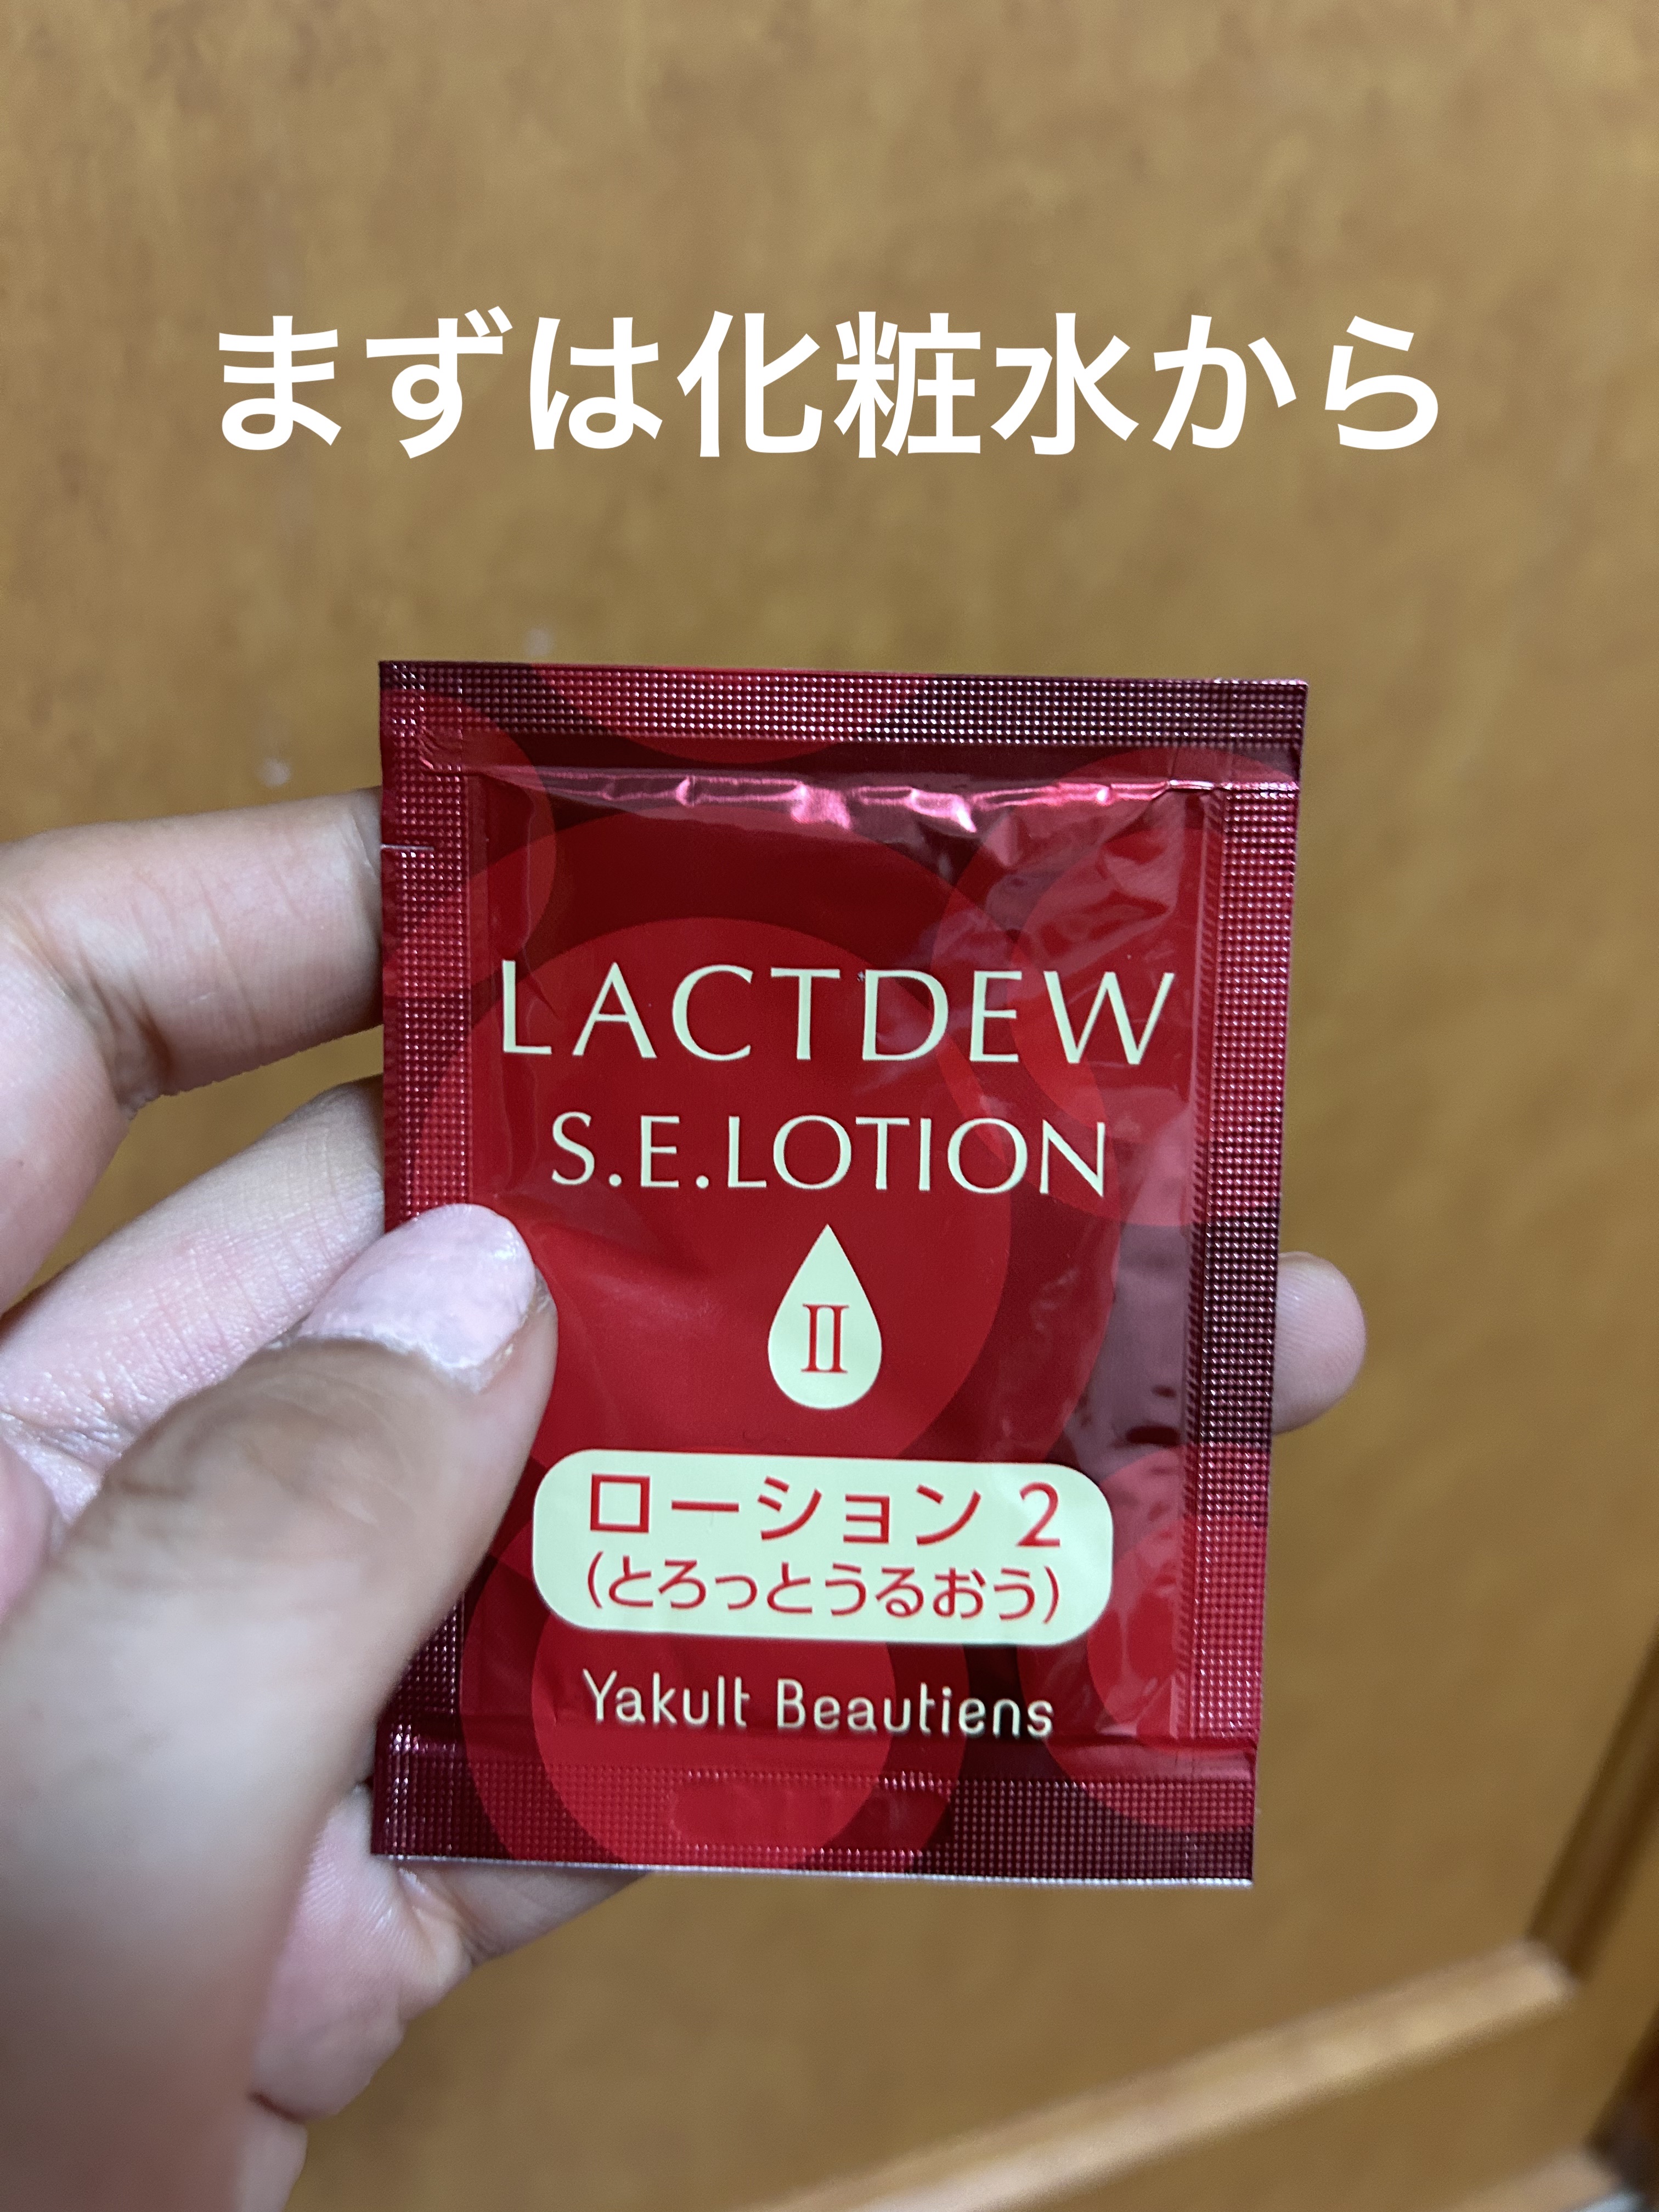 まずは化粧水から
LACTDEW
S.E.LOTION
II
ローション 2
(とろっとうるおう)
Yakult Beautiens